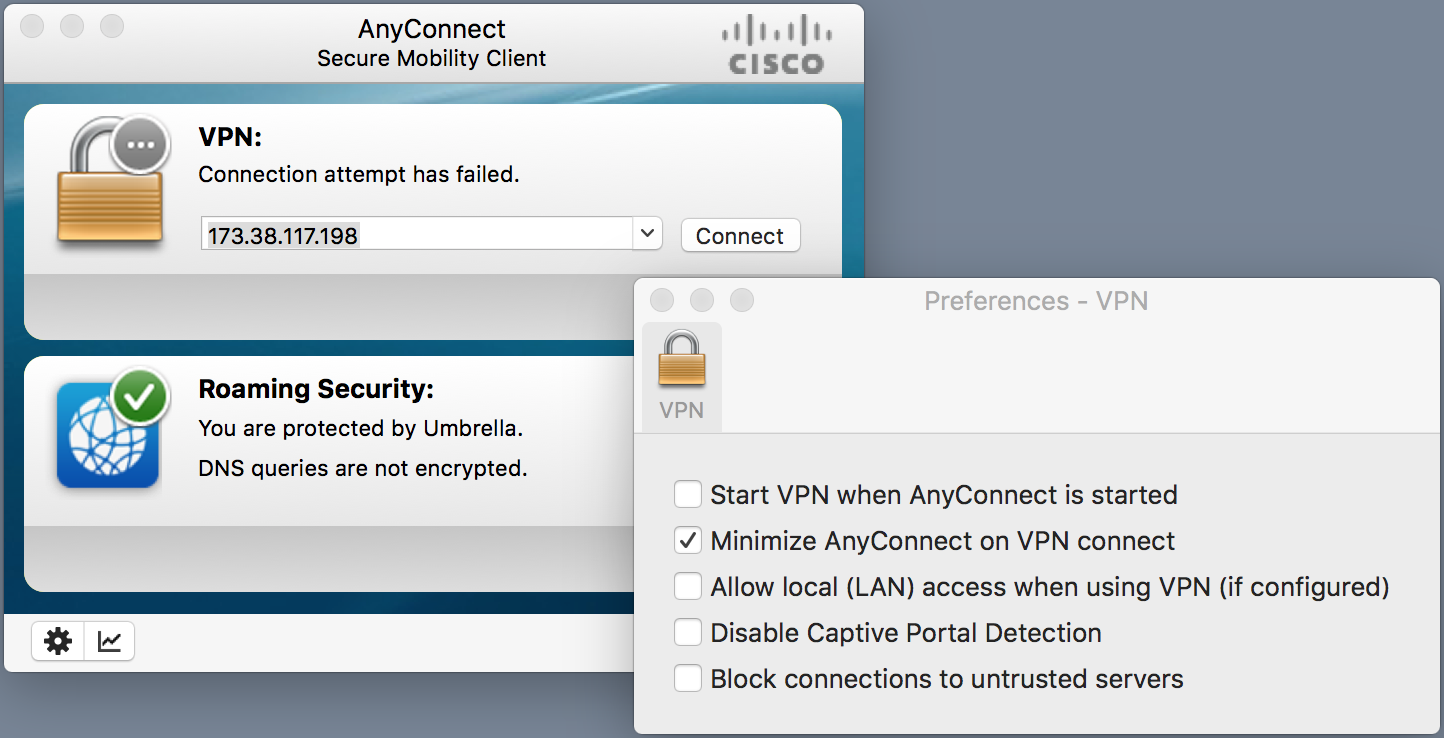 AnyConnect
Secure Mobility Client
CISCO
VPN:
Connection attempt has failed.
173.38.117.198
Connect
Roaming Security:
You are protected by Umbrella.
DNS queries are not encrypted.
Preferences - VPN
VPN
Start VPN when AnyConnect is started
Minimize AnyConnect on VPN connect
Allow local (LAN) access when using VPN (if configured)
Disable Captive Portal Detection
Block connections to untrusted servers